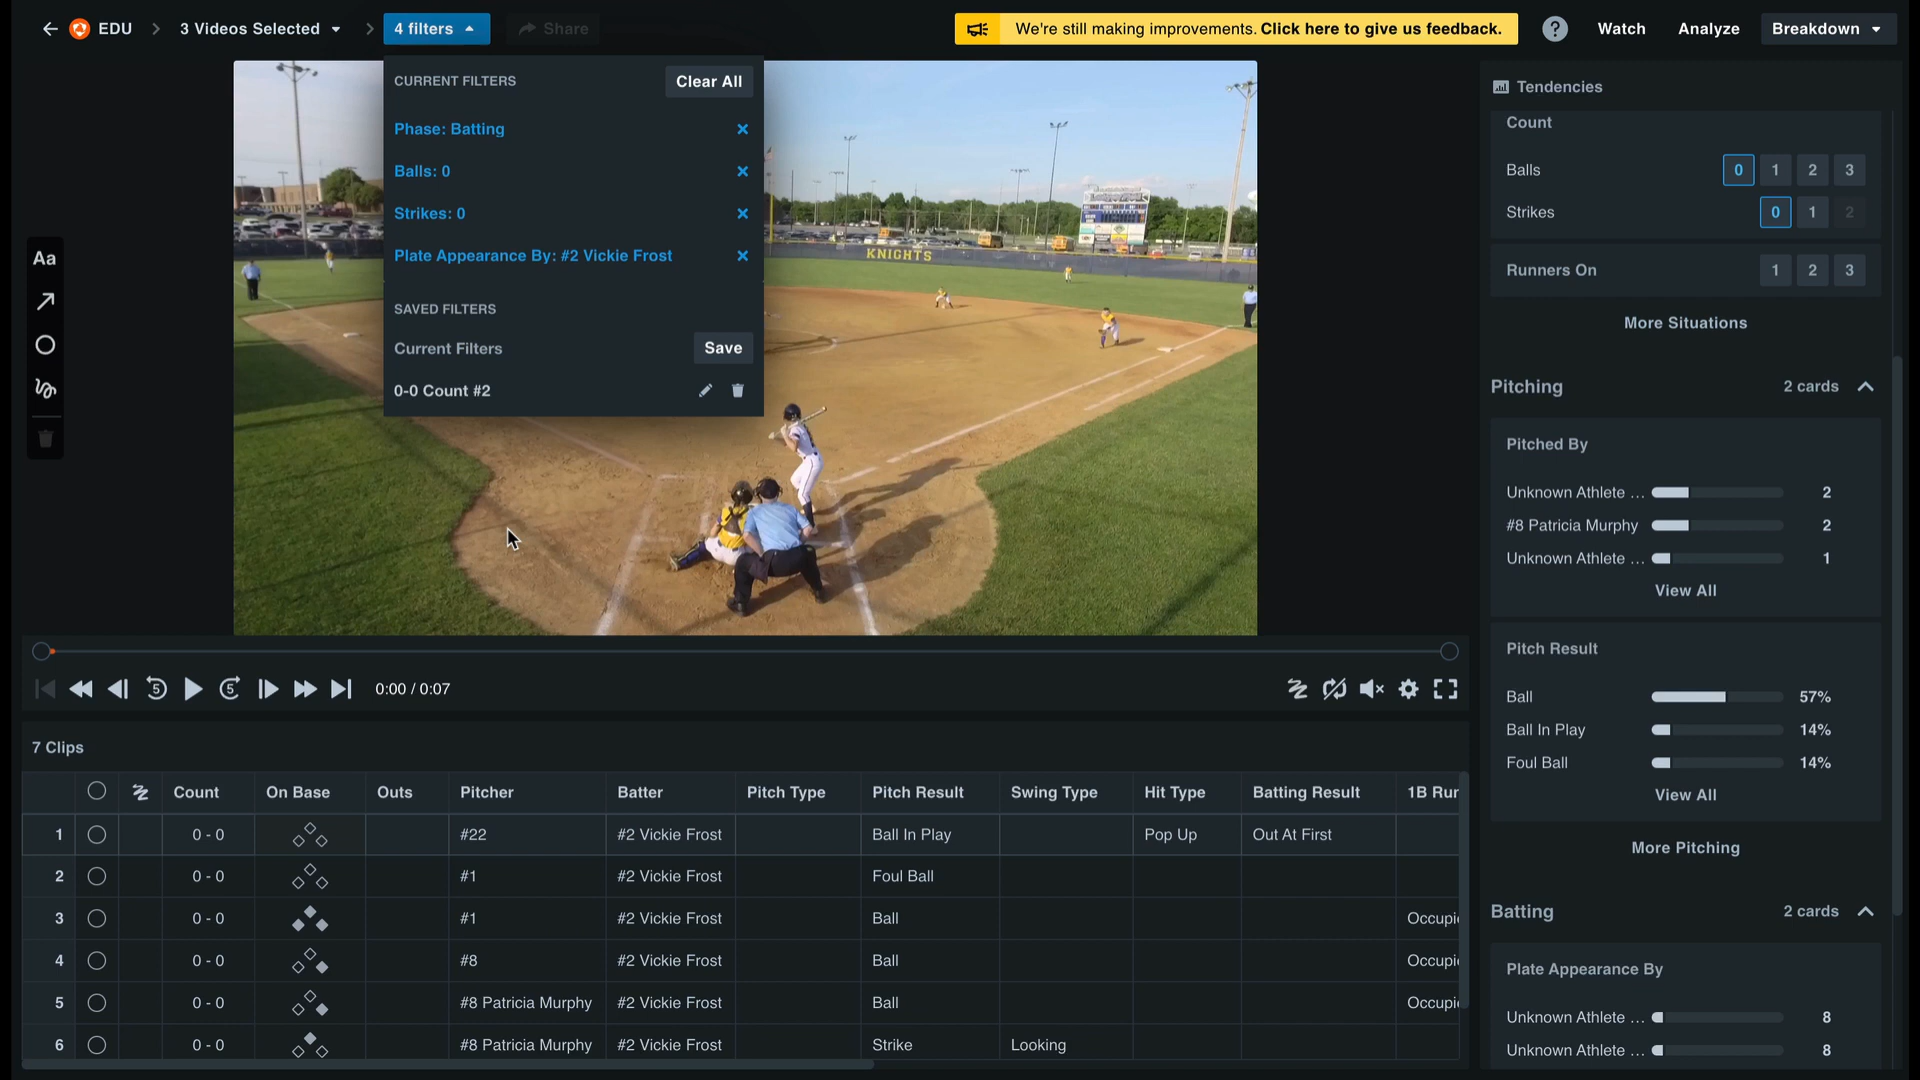 EDU
3 Videos Selected
4 filters
Share
We're still making improvements. Click here to give us feedback.
?
Watch
Analyze
Breakdown
CURRENT FILTERS
Clear All
Phase: Batting
Balls: 0
Strikes: 0
Plate Appearance By: #2 Vickie Frost
SAVED FILTERS
Current Filters
Save
0-0 Count #2
KNIGHTS
Aa
Tendencies
Count
Balls 0 1 2 3
Strikes 0 1 2
Runners On 1 2 3
More Situations
Pitching 2 cards
Pitched By
Unknown Athlete ... 2
#8 Patricia Murphy 2
Unknown Athlete ... 1
View All
Pitch Result
Ball 57%
Ball In Play 14%
Foul Ball 14%
View All
More Pitching
Batting 2 cards
Plate Appearance By
Unknown Athlete ... 8
Unknown Athlete ... 8
5
5
0:00 / 0:07
7 Clips
Count On Base Outs Pitcher Batter Pitch Type Pitch Result Swing Type Hit Type Batting Result 1B Run
1 0 - 0 #22 #2 Vickie Frost Ball In Play Pop Up Out At First
2 0 - 0 #1 #2 Vickie Frost Foul Ball
3 0 - 0 #1 #2 Vickie Frost Ball Occupie
4 0 - 0 #8 #2 Vickie Frost Ball Occupie
5 0 - 0 #8 Patricia Murphy #2 Vickie Frost Ball Occupie
6 0 - 0 #8 Patricia Murphy #2 Vickie Frost Strike Looking